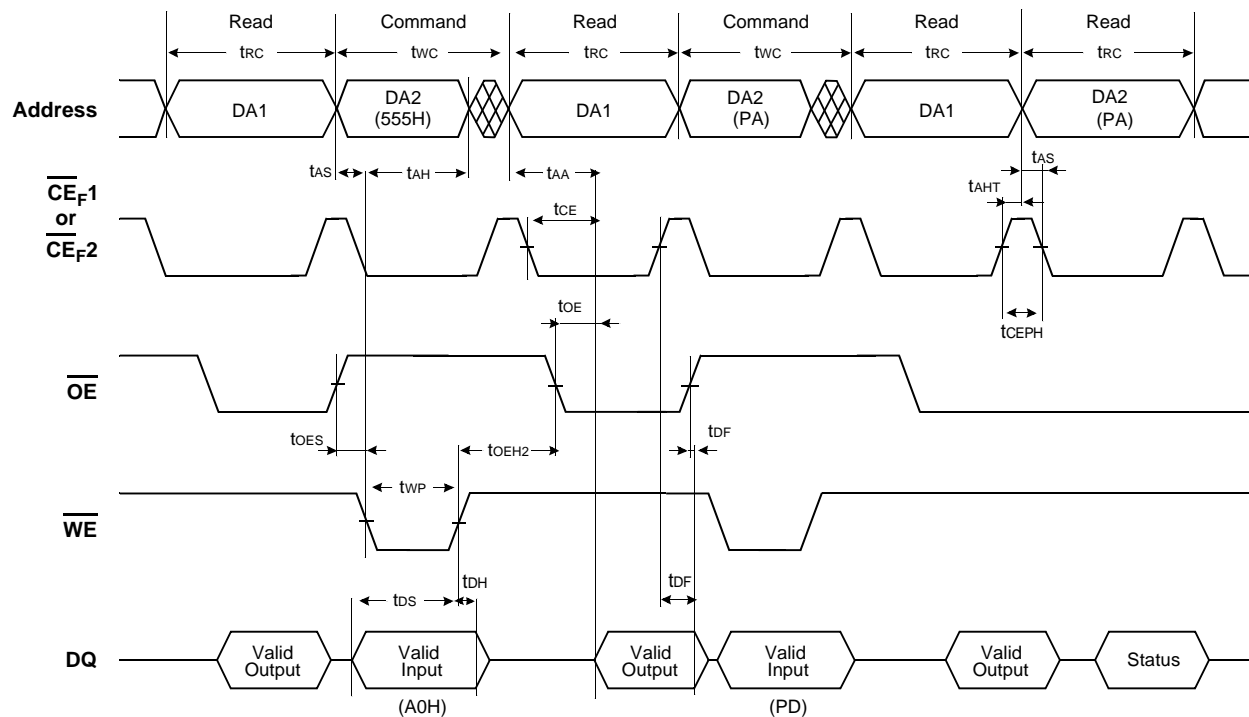 Read Command Read Command Read Read
tRC tWC tRC tWC tRC tRC
Address DA1 DA2 DA1 DA2 DA1 DA2
(555H) (PA) (PA)
tAS tAH tAA tAS
tAHT
CEF1
or
CEF2
tCE
tOE
tCEPH
OE
tOES tOEH2 tDF
tWP
WE
tDS tDH tDF
DQ Valid Valid Valid Valid Valid Status
Output Input Output Input Output
(A0H) (PD)